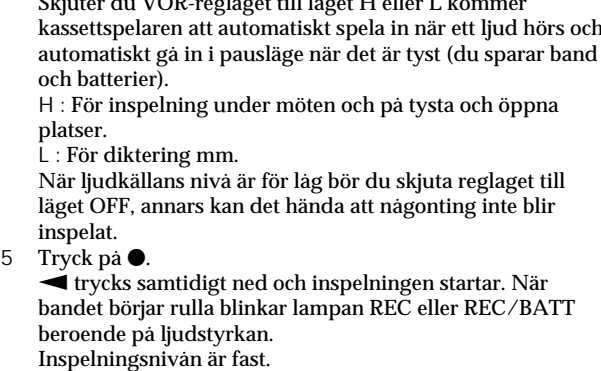 Skjuter du VOR-reglaget till läget H eller L kommer
kassettspelaren att automatiskt spela in när ett ljud hörs och
automatiskt gå in i pausläge när det är tyst (du sparar band
och batterier).
H : För inspelning under möten och på tysta och öppna
platser.
L : För diktering mm.
När ljudkällans nivå är för låg bör du skjuta reglaget till
läget OFF, annars kan det hända att någonting inte blir
inspelat.
5 Tryck på ●.
◄ trycks samtidigt ned och inspelningen startar. När
bandet börjar rulla blinkar lampan REC eller REC/BATT
beroende på ljudstyrkan.
Inspelningsnivån är fast.